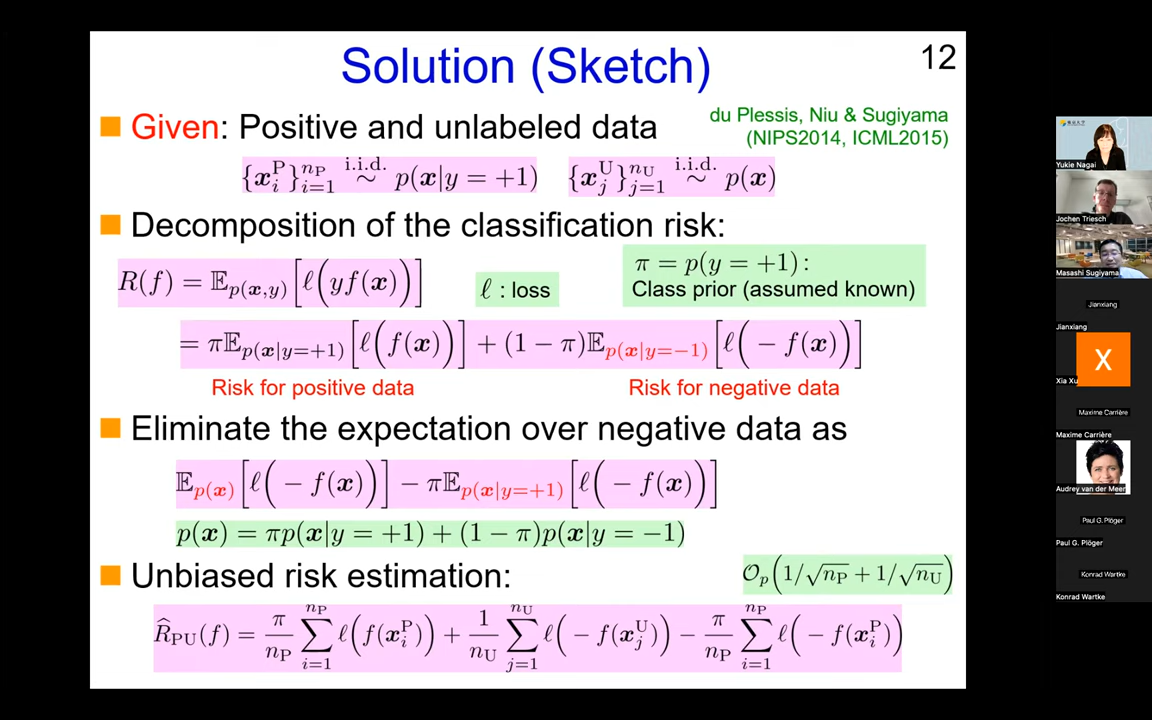 Solution (Sketch)
12
Given: Positive and unlabeled data
du Plessis, Niu & Sugiyama
(NIPS2014, ICML2015)
{x_i^P}_{i=1}^{n_P} i.i.d. ~ p(x|y = +1) {x_j^U}_{j=1}^{n_U} i.i.d. ~ p(x)
Decomposition of the classification risk:
R(f) = 𝔼_{p(x,y)}[ℓ(yf(x))]
ℓ : loss
π = p(y = +1) :
Class prior (assumed known)
= π𝔼_{p(x|y=+1)}[ℓ(f(x))] + (1 − π)𝔼_{p(x|y=−1)}[ℓ(− f(x))]
Risk for positive data
Risk for negative data
Eliminate the expectation over negative data as
𝔼_{p(x)}[ℓ(− f(x))] − π𝔼_{p(x|y=+1)}[ℓ(− f(x))]
p(x) = πp(x|y = +1) + (1 − π)p(x|y = −1)
Unbiased risk estimation:
𝒪_p(1/√n_P + 1/√n_U)
R̂_PU(f) = π/n_P ∑_{i=1}^{n_P} ℓ(f(x_i^P)) + 1/n_U ∑_{j=1}^{n_U} ℓ(− f(x_j^U)) − π/n_P ∑_{i=1}^{n_P} ℓ(− f(x_i^P))
Yukie Nagai
Jochen Triesch
Masashi Sugiyama
Jianxiang
Jianxiang
X
Xia Xu
Maxime Carrière
Maxime Carrière
Audrey van der Meer
Paul G. Plöger
Paul G. Plöger
Konrad Wartke
Konrad Wartke